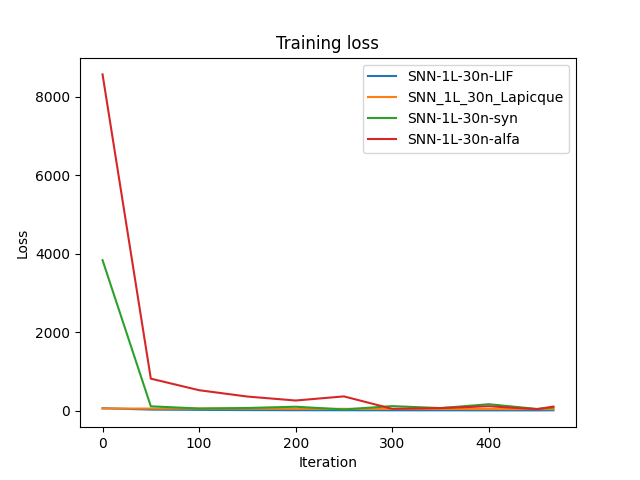 Training loss
SNN-1L-30n-LIF
SNN_1L_30n_Lapicque
SNN-1L-30n-syn
SNN-1L-30n-alfa
8000
6000
4000
2000
0
Loss
0 100 200 300 400
Iteration